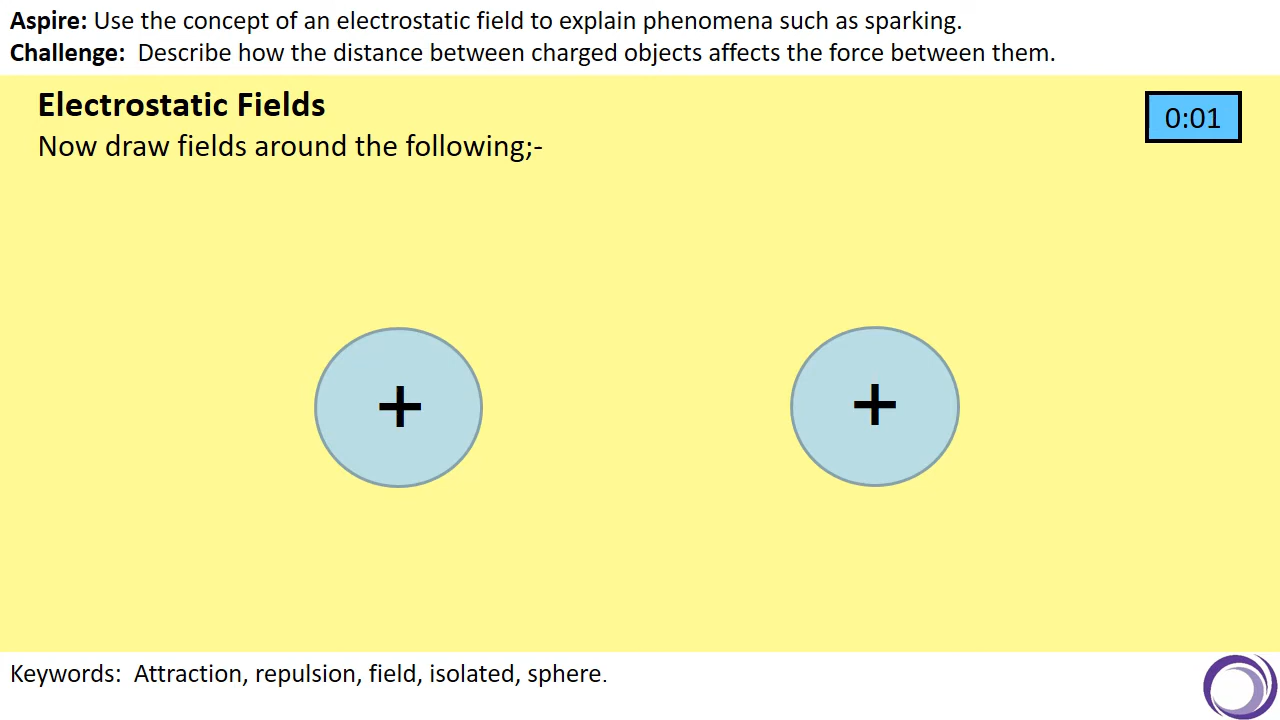 Aspire: Use the concept of an electrostatic field to explain phenomena such as sparking.
Challenge:  Describe how the distance between charged objects affects the force between them.
Electrostatic Fields
0:01
Now draw fields around the following;-
+ +
Keywords:  Attraction, repulsion, field, isolated, sphere.